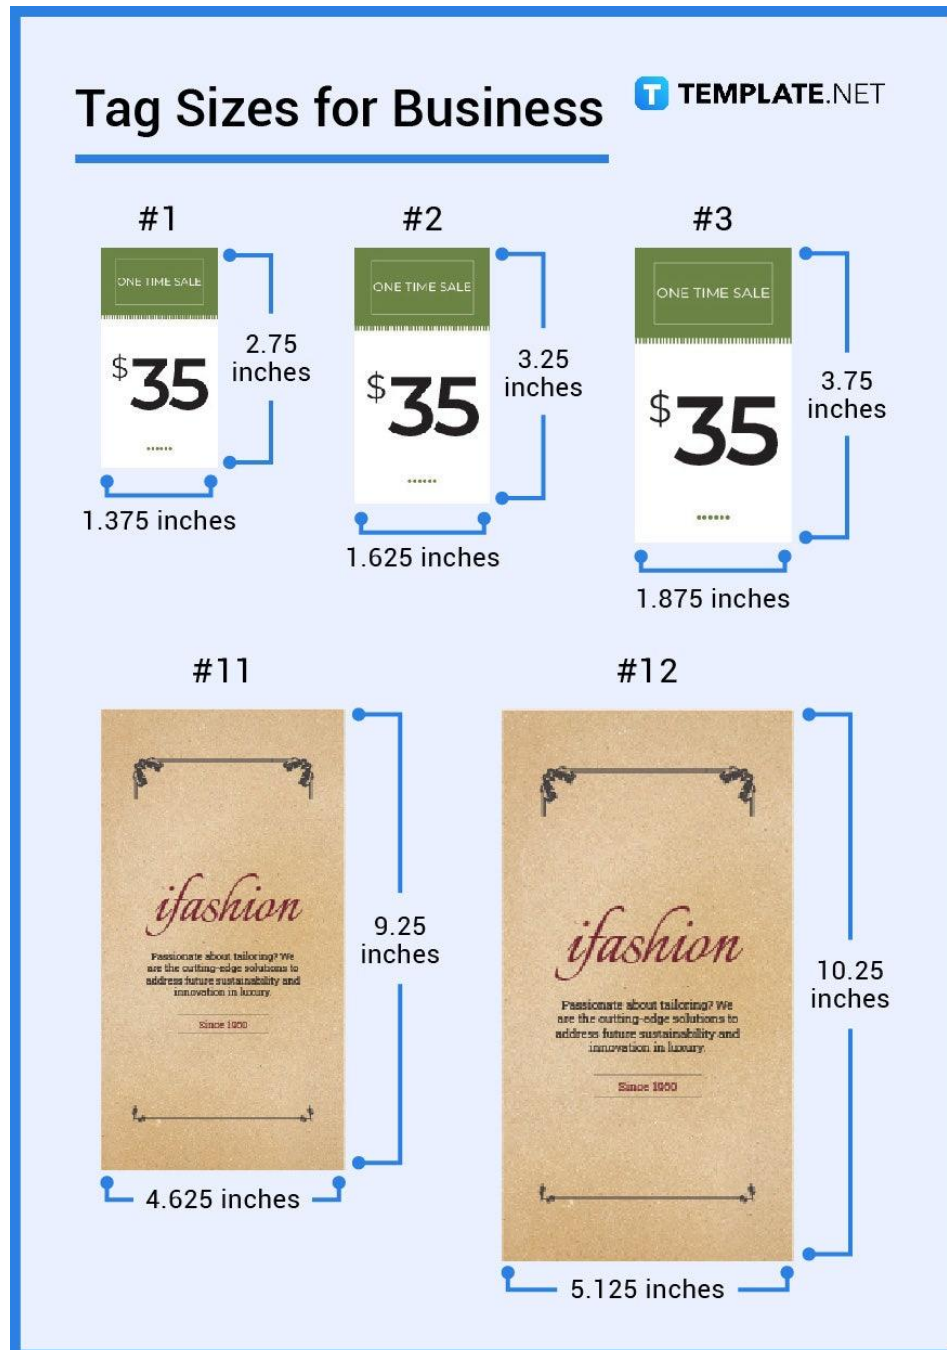 Tag Sizes for Business
T TEMPLATE.NET
#1
#2
#3
ONE TIME SALE
$35
2.75
inches
1.375 inches
ONE TIME SALE
$35
3.25
inches
1.625 inches
ONE TIME SALE
$35
3.75
inches
1.875 inches
#11
#12
ifashion
Passionate about tailoring? We
are the cutting-edge solutions to
address future sustainability and
innovation in luxury.
Since 1960
9.25
inches
4.625 inches
ifashion
Passionate about tailoring? We
are the cutting-edge solutions to
address future sustainability and
innovation in luxury.
Since 1960
10.25
inches
5.125 inches